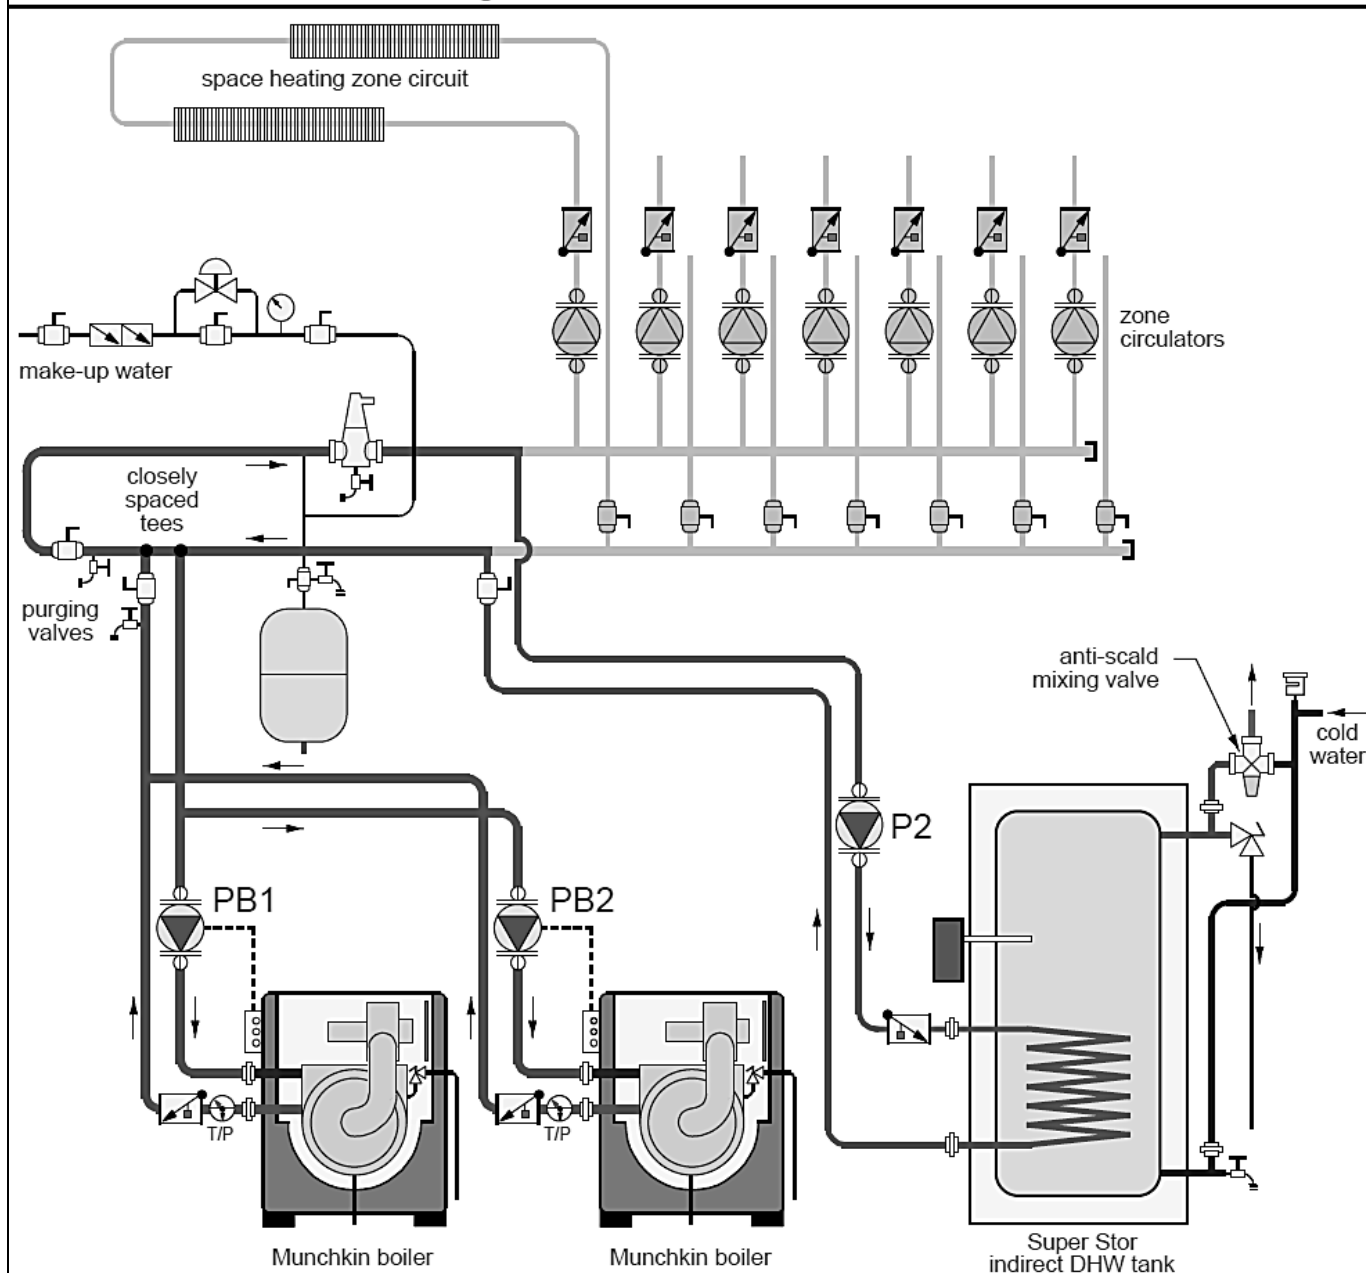 space heating zone circuit
zone
circulators
make-up water
closely
spaced
tees
purging
valves
anti-scald
mixing valve
cold
water
P2
PB1
PB2
T/P
T/P
Munchkin boiler
Munchkin boiler
Super Stor
indirect DHW tank